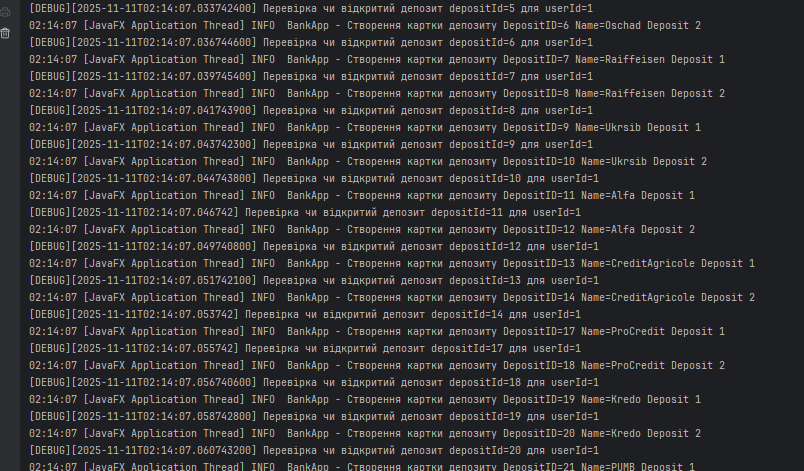 [DEBUG][2025-11-11T02:14:07.033742400] Перевірка чи відкритий депозит depositId=5 для userId=1
02:14:07 [JavaFX Application Thread] INFO  BankApp - Створення картки депозиту DepositID=6 Name=Oschad Deposit 2
[DEBUG][2025-11-11T02:14:07.036744600] Перевірка чи відкритий депозит depositId=6 для userId=1
02:14:07 [JavaFX Application Thread] INFO  BankApp - Створення картки депозиту DepositID=7 Name=Raiffeisen Deposit 1
[DEBUG][2025-11-11T02:14:07.039745400] Перевірка чи відкритий депозит depositId=7 для userId=1
02:14:07 [JavaFX Application Thread] INFO  BankApp - Створення картки депозиту DepositID=8 Name=Raiffeisen Deposit 2
[DEBUG][2025-11-11T02:14:07.041743900] Перевірка чи відкритий депозит depositId=8 для userId=1
02:14:07 [JavaFX Application Thread] INFO  BankApp - Створення картки депозиту DepositID=9 Name=Ukrsib Deposit 1
[DEBUG][2025-11-11T02:14:07.043742300] Перевірка чи відкритий депозит depositId=9 для userId=1
02:14:07 [JavaFX Application Thread] INFO  BankApp - Створення картки депозиту DepositID=10 Name=Ukrsib Deposit 2
[DEBUG][2025-11-11T02:14:07.044743800] Перевірка чи відкритий депозит depositId=10 для userId=1
02:14:07 [JavaFX Application Thread] INFO  BankApp - Створення картки депозиту DepositID=11 Name=Alfa Deposit 1
[DEBUG][2025-11-11T02:14:07.046742] Перевірка чи відкритий депозит depositId=11 для userId=1
02:14:07 [JavaFX Application Thread] INFO  BankApp - Створення картки депозиту DepositID=12 Name=Alfa Deposit 2
[DEBUG][2025-11-11T02:14:07.049740800] Перевірка чи відкритий депозит depositId=12 для userId=1
02:14:07 [JavaFX Application Thread] INFO  BankApp - Створення картки депозиту DepositID=13 Name=CreditAgricole Deposit 1
[DEBUG][2025-11-11T02:14:07.051742100] Перевірка чи відкритий депозит depositId=13 для userId=1
02:14:07 [JavaFX Application Thread] INFO  BankApp - Створення картки депозиту DepositID=14 Name=CreditAgricole Deposit 2
[DEBUG][2025-11-11T02:14:07.053742] Перевірка чи відкритий депозит depositId=14 для userId=1
02:14:07 [JavaFX Application Thread] INFO  BankApp - Створення картки депозиту DepositID=17 Name=ProCredit Deposit 1
[DEBUG][2025-11-11T02:14:07.055742] Перевірка чи відкритий депозит depositId=17 для userId=1
02:14:07 [JavaFX Application Thread] INFO  BankApp - Створення картки депозиту DepositID=18 Name=ProCredit Deposit 2
[DEBUG][2025-11-11T02:14:07.056740600] Перевірка чи відкритий депозит depositId=18 для userId=1
02:14:07 [JavaFX Application Thread] INFO  BankApp - Створення картки депозиту DepositID=19 Name=Kredo Deposit 1
[DEBUG][2025-11-11T02:14:07.058742800] Перевірка чи відкритий депозит depositId=19 для userId=1
02:14:07 [JavaFX Application Thread] INFO  BankApp - Створення картки депозиту DepositID=20 Name=Kredo Deposit 2
[DEBUG][2025-11-11T02:14:07.060743200] Перевірка чи відкритий депозит depositId=20 для userId=1
02:14:07 [JavaFX Application Thread] INFO  BankApp - Створення картки депозиту DepositID=21 Name=PUMB Deposit 1